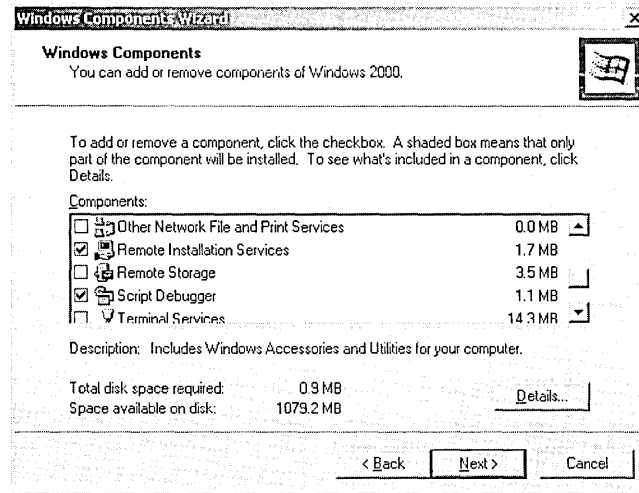 Windows Components Wizard
Windows Components
You can add or remove components of Windows 2000.
To add or remove a component, click the checkbox. A shaded box means that only
part of the component will be installed. To see what's included in a component, click
Details.
Components:
Other Network File and Print Services 0.0 MB
Remote Installation Services 1.7 MB
Remote Storage 3.5 MB
Script Debugger 1.1 MB
Terminal Services 14.3 MB
Description: Includes Windows Accessories and Utilities for your computer.
Total disk space required: 0.9 MB
Space available on disk: 1079.2 MB
Details...
< Back Next > Cancel